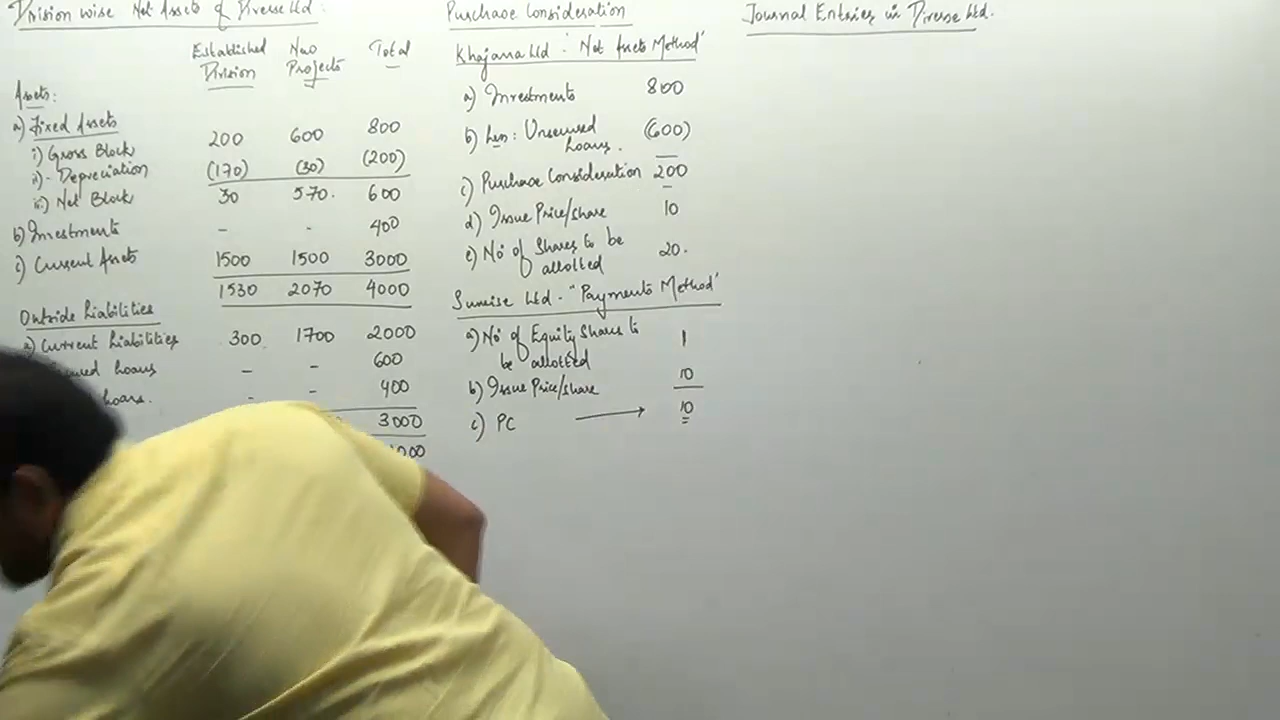 Division wise Net Assets of Diverse Ltd.
Established Division New Projects Total
Assets:
a) Fixed Assets
i) Gross Block 200 600 800
ii) - Depreciation (170) (30) (200)
iii) Net Block 30 570. 600
b) Investments - - 400
c) Current Assets 1500 1500 3000
1530 2070 4000
Outside Liabilities
a) Current Liabilities 300 1700 2000
Loans - - 600
Loans. - - 400
3000
Purchase Consideration
Khajana Ltd - "Net Assets Method"
a) Investments 800
b) Less: Unsecured Loans. (600)
c) Purchase Consideration 200
d) Issue Price/share 10
e) No of Shares to be allotted 20.
Sunrise Ltd - "Payments Method"
a) No of Equity Shares to be allotted 1
b) Issue Price/share 10
c) PC → 10
Journal Entries in Diverse Ltd.